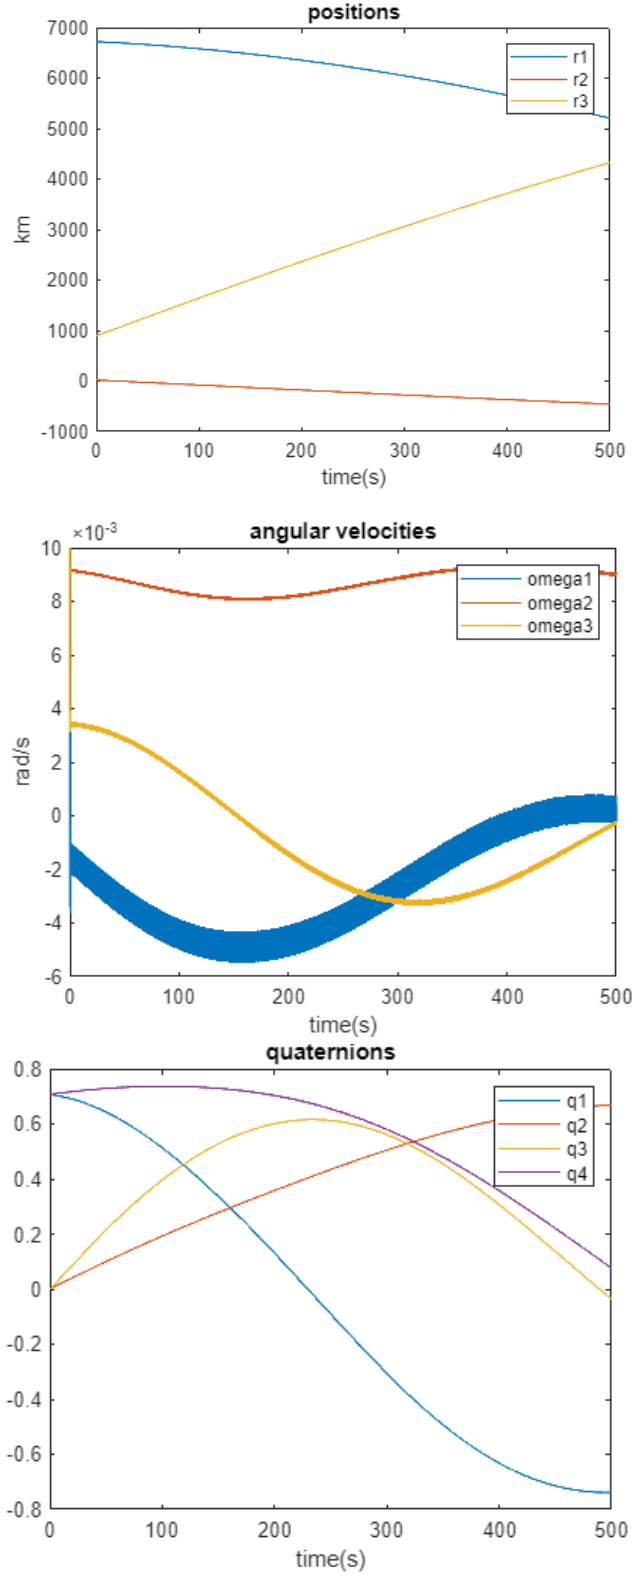 positions
7000
6000
5000
4000
3000
2000
1000
0
-1000
km
r1
r2
r3
0 100 200 300 400 500
time(s)
×10-3
angular velocities
10
8
6
4
2
0
-2
-4
-6
rad/s
omega1
omega2
omega3
0 100 200 300 400 500
time(s)
quaternions
0.8
0.6
0.4
0.2
0
-0.2
-0.4
-0.6
-0.8
q1
q2
q3
q4
0 100 200 300 400 500
time(s)